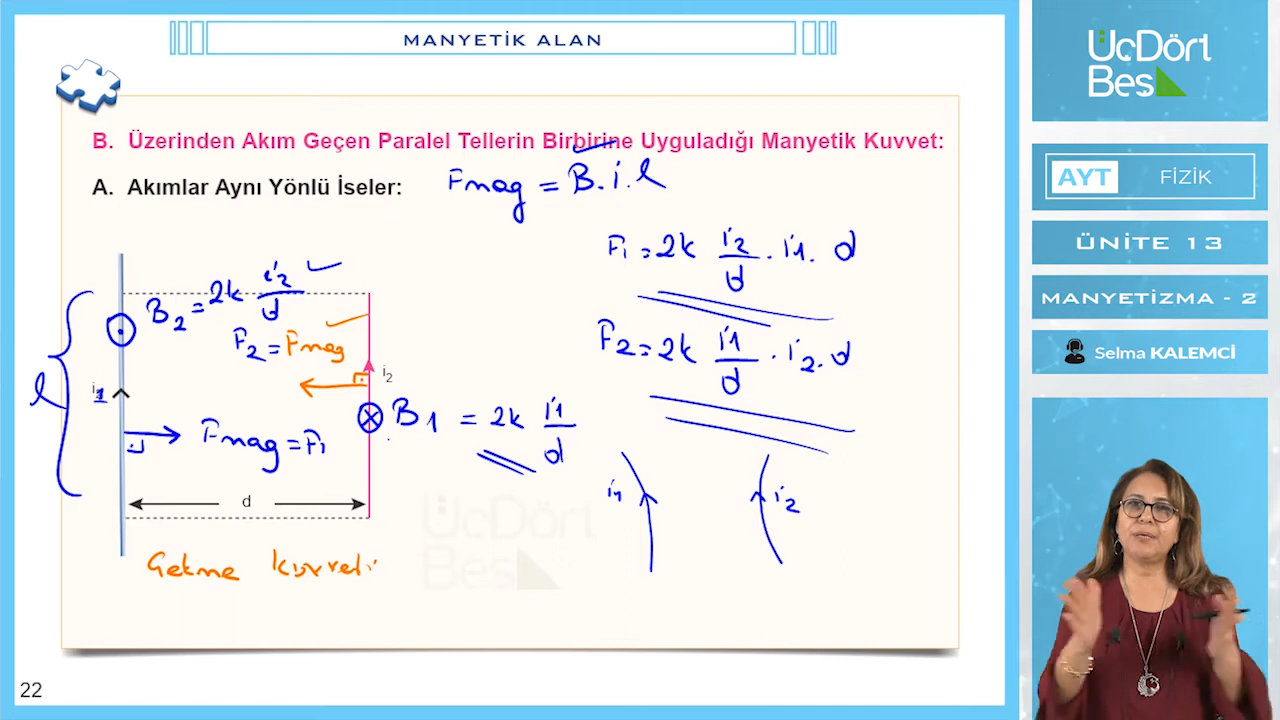 MANYETİK ALAN
B. Üzerinden Akım Geçen Paralel Tellerin Birbirine Uyguladığı Manyetik Kuvvet:
A. Akımlar Aynı Yönlü İseler:
Fmag = B.i.l
F1 = 2k i2/d . i1. d
B2 = 2k i2/d
F2 = Fmag
F2 = 2k i1/d . i2. d
l
i1
i2
B1 = 2k i1/d
Fmag = F1
d
i1
i2
Çekme kuvveti
ÜçDört
Beş
22
ÜçDört
Beş
AYT FİZİK
ÜNİTE 13
MANYETİZMA - 2
Selma KALEMCİ